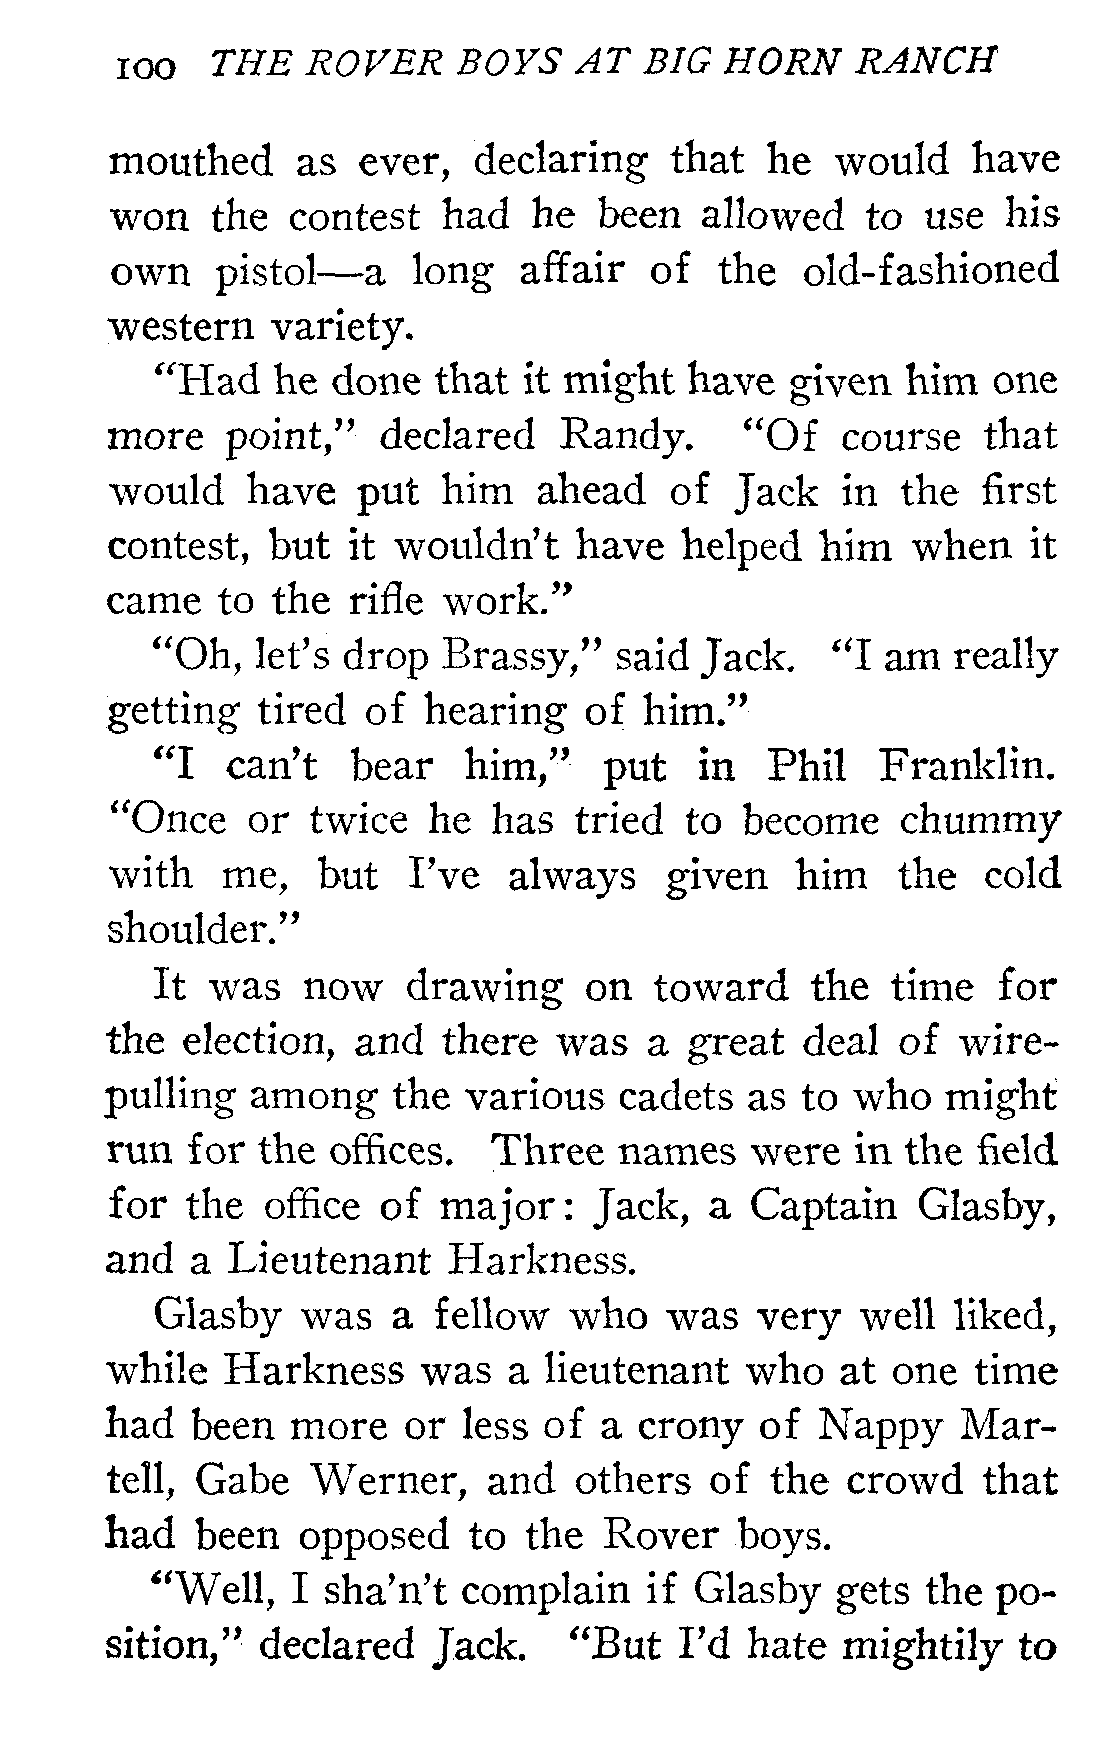 100 THE ROVER BOYS AT BIG HORN RANCH
mouthed as ever, declaring that he would have
won the contest had he been allowed to use his
own pistol—a long affair of the old-fashioned
western variety.
“Had he done that it might have given him one
more point,” declared Randy. “Of course that
would have put him ahead of Jack in the first
contest, but it wouldn’t have helped him when it
came to the rifle work.”
“Oh, let’s drop Brassy,” said Jack. “I am really
getting tired of hearing of him.”
“I can’t bear him,” put in Phil Franklin.
“Once or twice he has tried to become chummy
with me, but I’ve always given him the cold
shoulder.”
It was now drawing on toward the time for
the election, and there was a great deal of wire-
pulling among the various cadets as to who might
run for the offices. Three names were in the field
for the office of major: Jack, a Captain Glasby,
and a Lieutenant Harkness.
Glasby was a fellow who was very well liked,
while Harkness was a lieutenant who at one time
had been more or less of a crony of Nappy Mar-
tell, Gabe Werner, and others of the crowd that
had been opposed to the Rover boys.
“Well, I sha’n’t complain if Glasby gets the po-
sition,” declared Jack. “But I’d hate mightily to